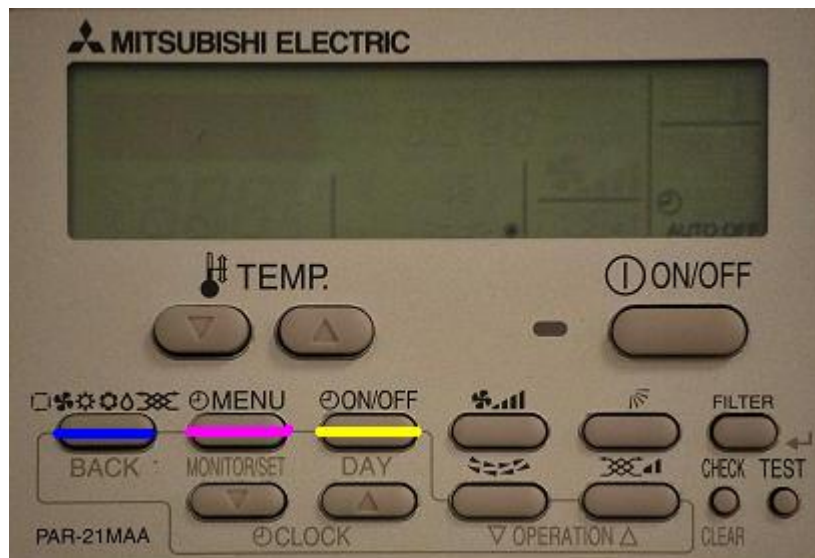 MITSUBISHI ELECTRIC
AUTO OFF
TEMP.
ON/OFF
MENU
ON/OFF
FILTER
BACK
MONITOR/SET
DAY
CHECK
TEST
PAR-21MAA
CLOCK
OPERATION
CLEAR